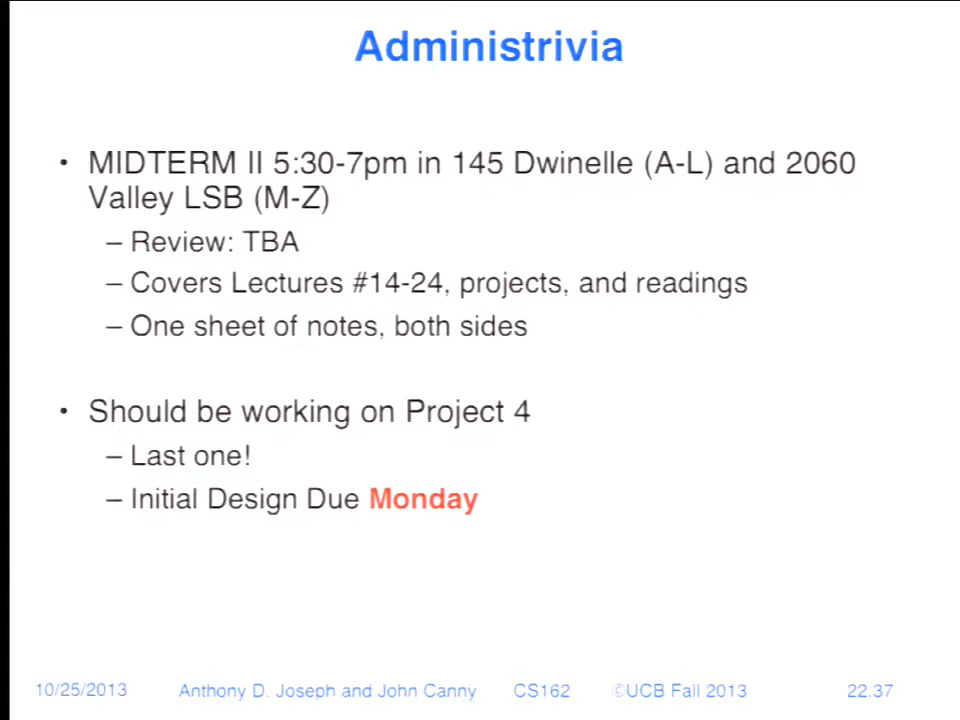 Administrivia
• MIDTERM II 5:30-7pm in 145 Dwinelle (A-L) and 2060
Valley LSB (M-Z)
– Review: TBA
– Covers Lectures #14-24, projects, and readings
– One sheet of notes, both sides
• Should be working on Project 4
– Last one!
– Initial Design Due Monday
10/25/2013 Anthony D. Joseph and John Canny CS162 ©UCB Fall 2013 22.37